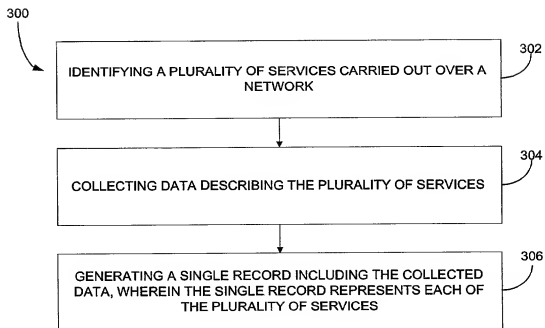 300
302
IDENTIFYING A PLURALITY OF SERVICES CARRIED OUT OVER A
NETWORK
304
COLLECTING DATA DESCRIBING THE PLURALITY OF SERVICES
306
GENERATING A SINGLE RECORD INCLUDING THE COLLECTED
DATA, WHEREIN THE SINGLE RECORD REPRESENTS EACH OF
THE PLURALITY OF SERVICES